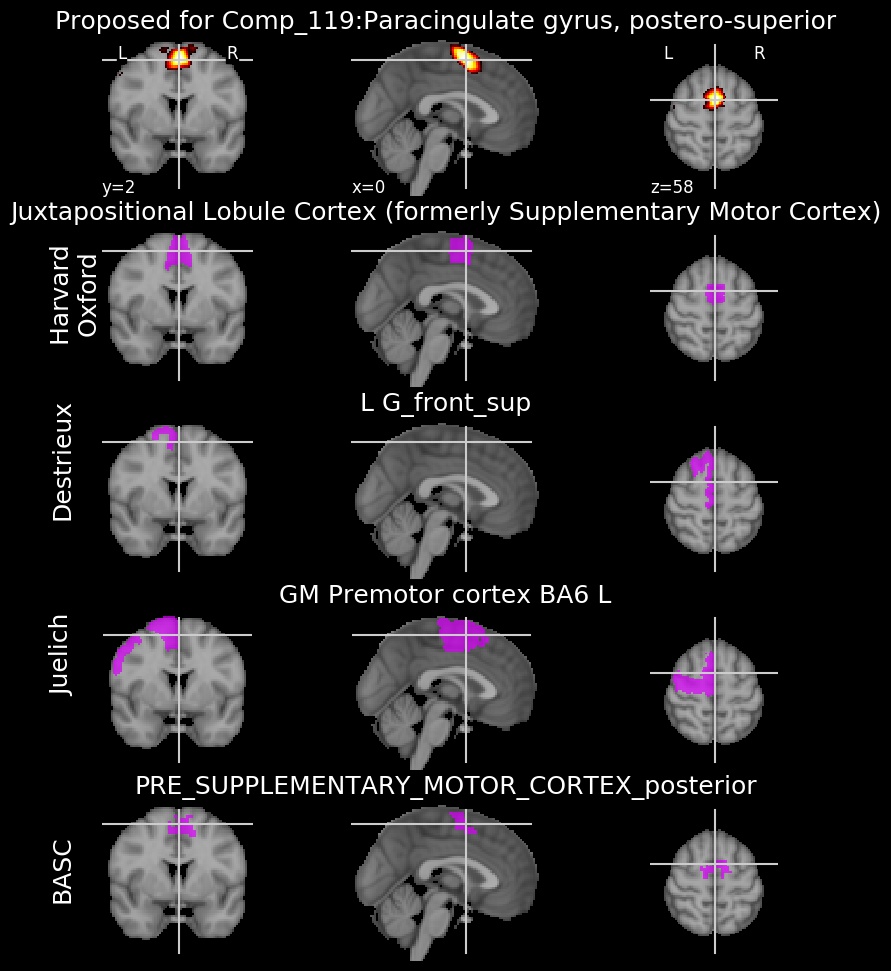 Proposed for Comp_119:Paracingulate gyrus, postero-superior
L R L R
y=2 x=0 z=58
Juxtapositional Lobule Cortex (formerly Supplementary Motor Cortex)
Harvard
Oxford
L G_front_sup
Destrieux
GM Premotor cortex BA6 L
Juelich
PRE_SUPPLEMENTARY_MOTOR_CORTEX_posterior
BASC